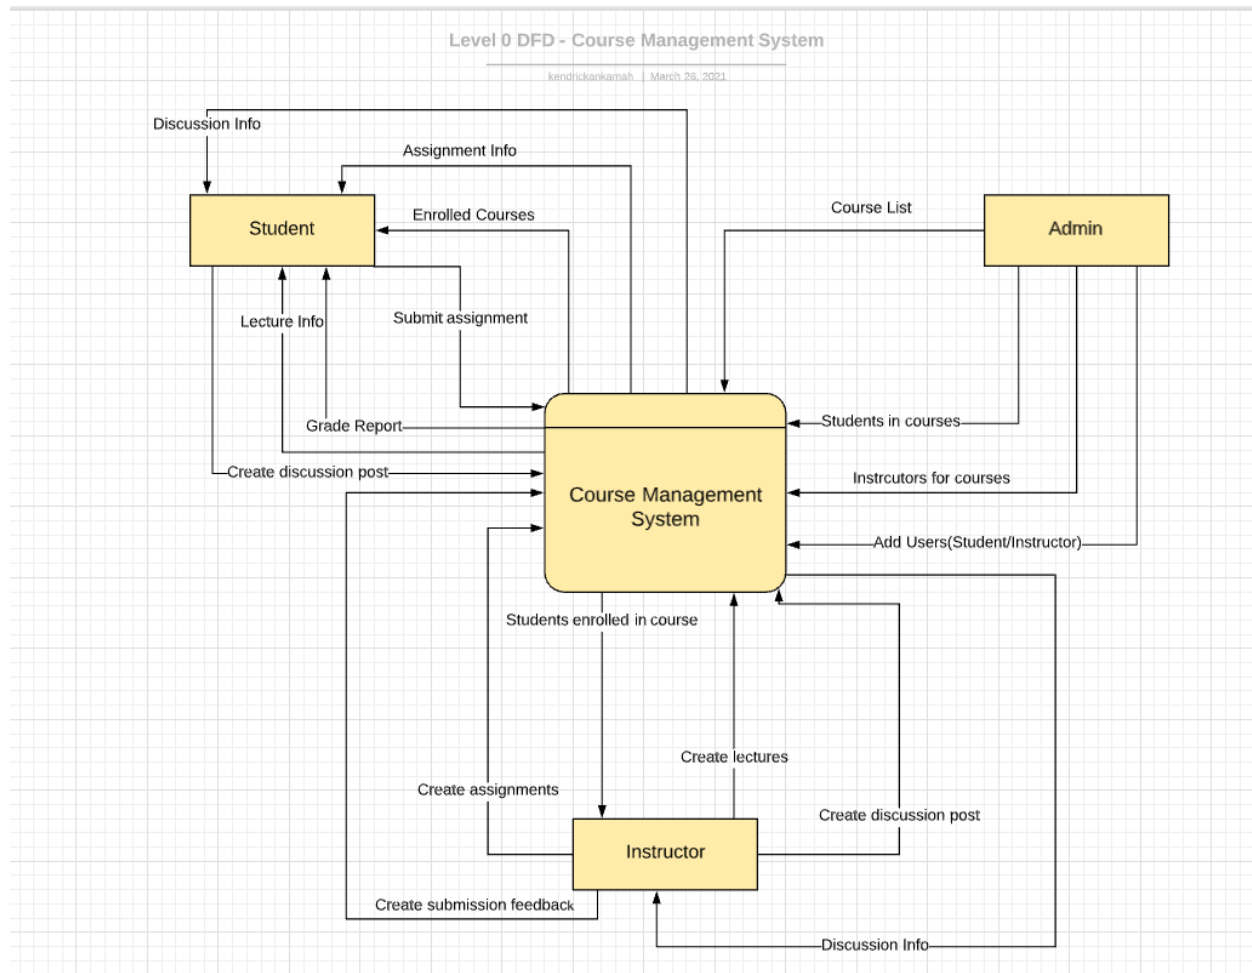 Level 0 DFD - Course Management System
kendrickankamah | March 26, 2021
Discussion Info
Assignment Info
Enrolled Courses
Course List
Student
Admin
Lecture Info
Submit assignment
Grade Report
Students in courses
Create discussion post
Instrcutors for courses
Course Management
System
Add Users(Student/Instructor)
Students enrolled in course
Create lectures
Create assignments
Create discussion post
Instructor
Create submission feedback
Discussion Info